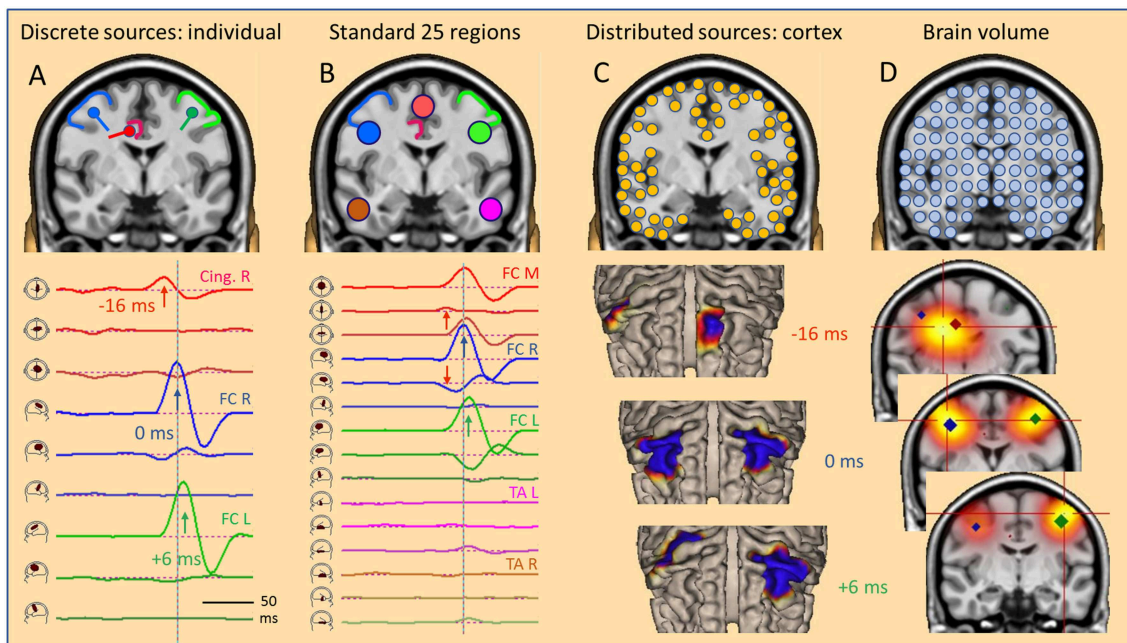 Discrete sources: individual
Standard 25 regions
Distributed sources: cortex
Brain volume
A
B
C
D
Cing. R
-16 ms
FC R
0 ms
FC L
+6 ms
50
ms
FC M
FC R
FC L
TA L
TA R
-16 ms
0 ms
+6 ms